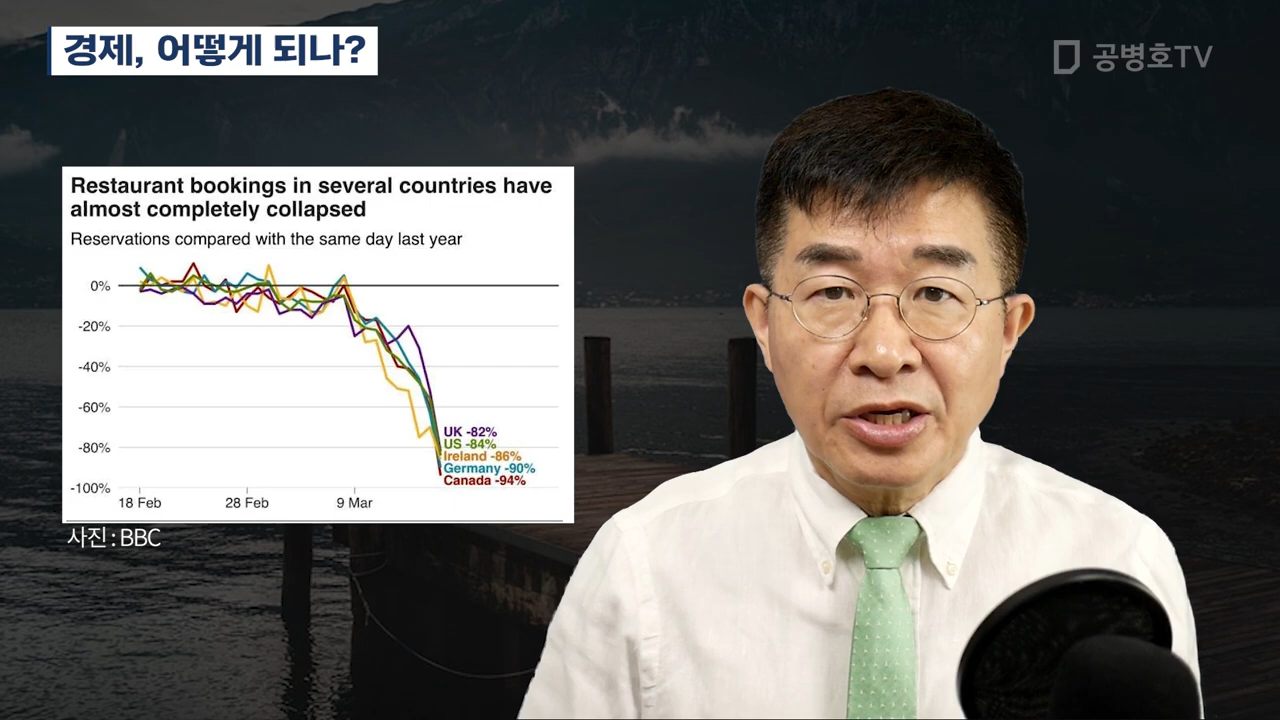 경제, 어떻게 되나?
공병호TV
Restaurant bookings in several countries have
almost completely collapsed
Reservations compared with the same day last year
0%
-20%
-40%
-60%
-80%
-100%
UK -82%
US -84%
Ireland -86%
Germany -90%
Canada -94%
18 Feb
28 Feb
9 Mar
사진 : BBC